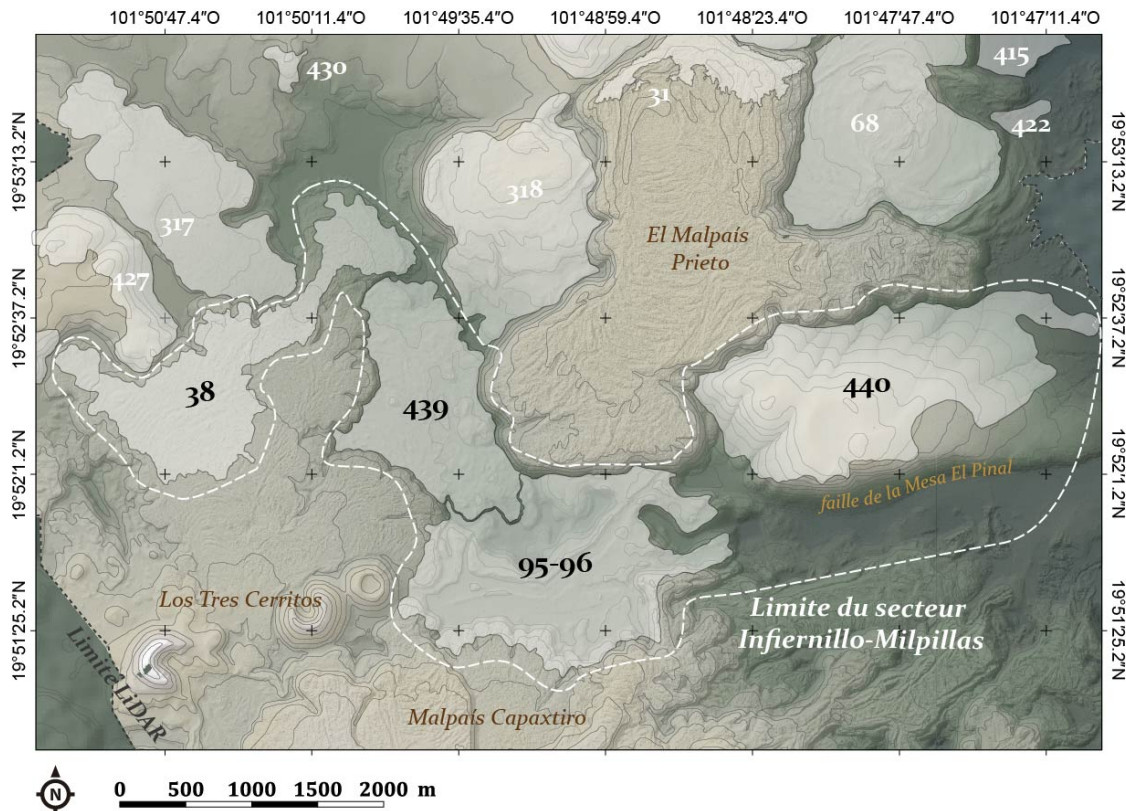 101°50'47.4"O 101°50'11.4"O 101°49'35.4"O 101°48'59.4"O 101°48'23.4"O 101°47'47.4"O 101°47'11.4"O
430
415
31
68
422
19°53'13.2"N
19°53'13.2"N
318
317
El Malpaís
Prieto
427
19°52'37.2"N
19°52'37.2"N
38
439
440
19°52'1.2"N
19°52'1.2"N
faille de la Mesa El Pinal
95-96
Los Tres Cerritos
Limite du secteur
Infiernillo-Milpillas
19°51'25.2"N
19°51'25.2"N
Limite LiDAR
Malpaís Capaxtiro
N
0 500 1000 1500 2000 m